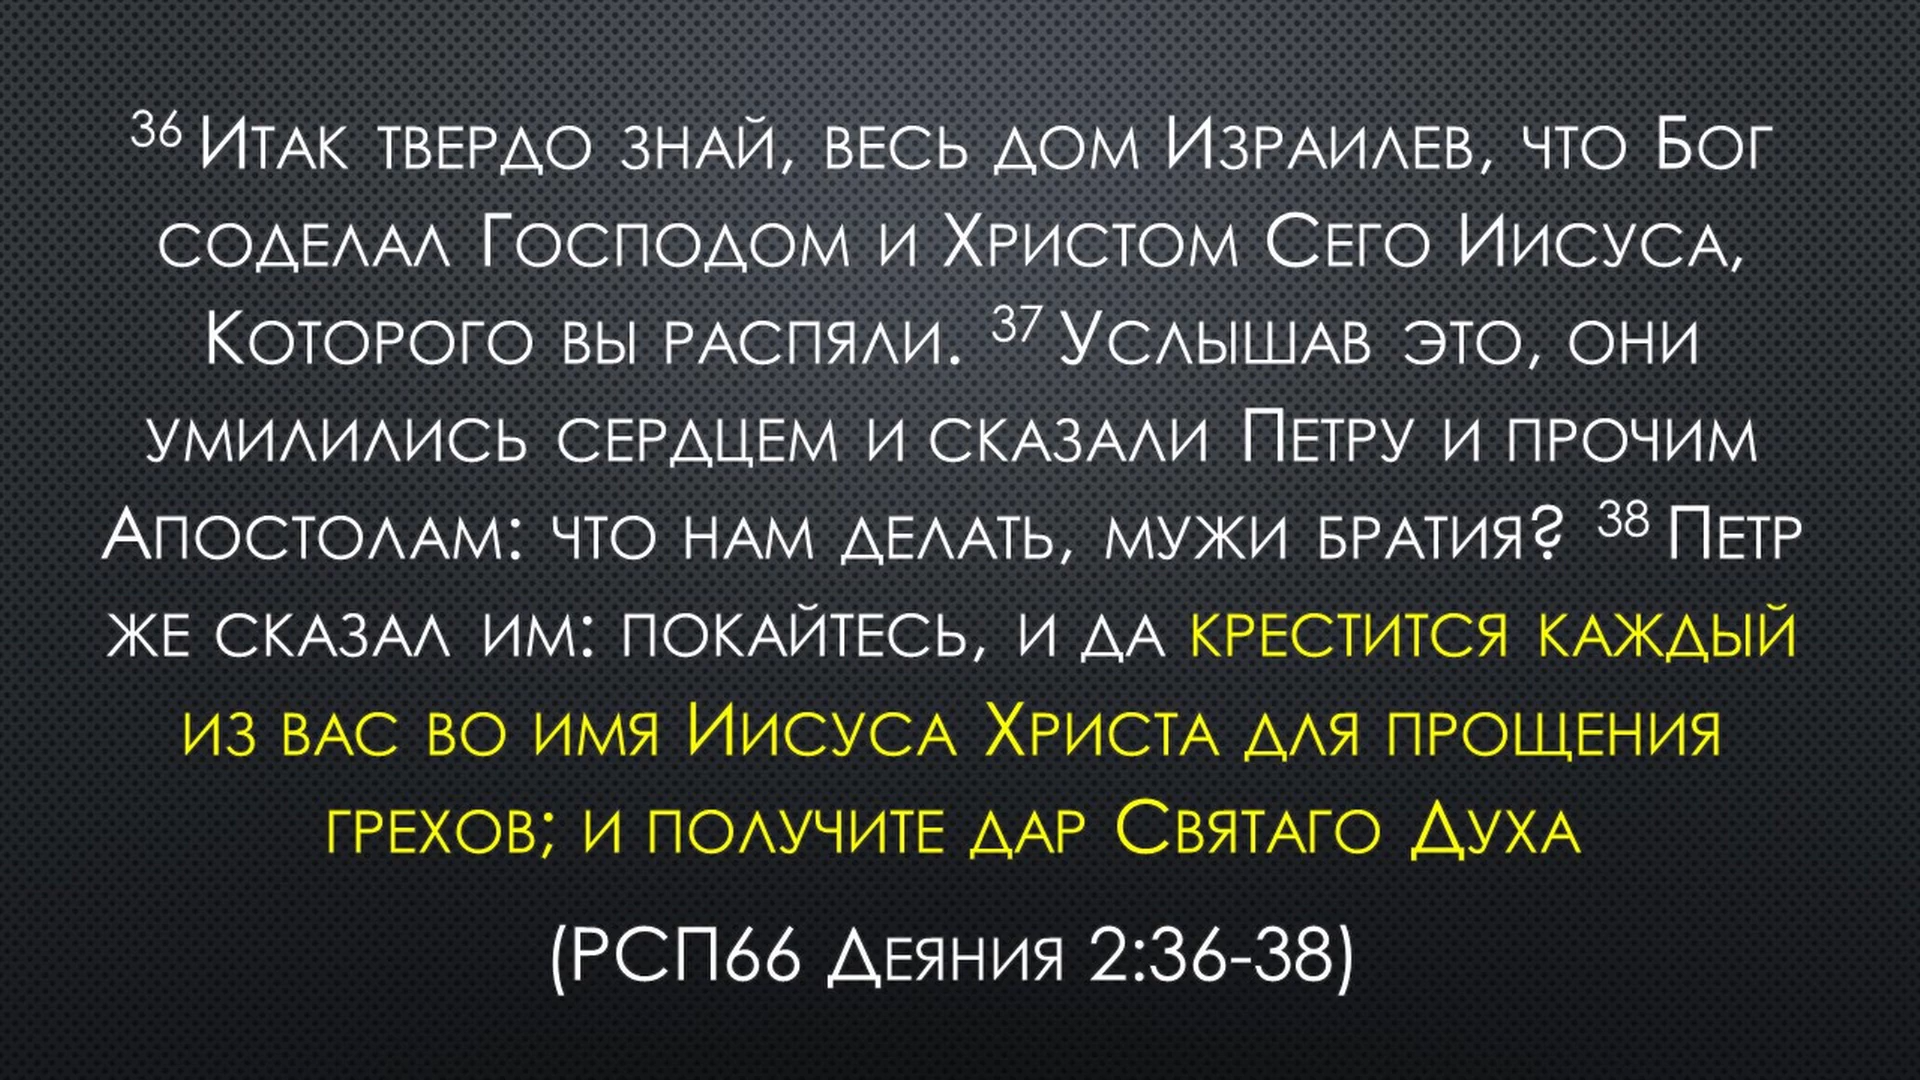 36 Итак твердо знай, весь дом Израилев, что Бог
соделал Господом и Христом Сего Иисуса,
Которого вы распяли. 37 Услышав это, они
умилились сердцем и сказали Петру и прочим
Апостолам: что нам делать, мужи братия? 38 Петр
же сказал им: покайтесь, и да крестится каждый
из вас во имя Иисуса Христа для прощения
грехов; и получите дар Святаго Духа
(РСП66 Деяния 2:36-38)